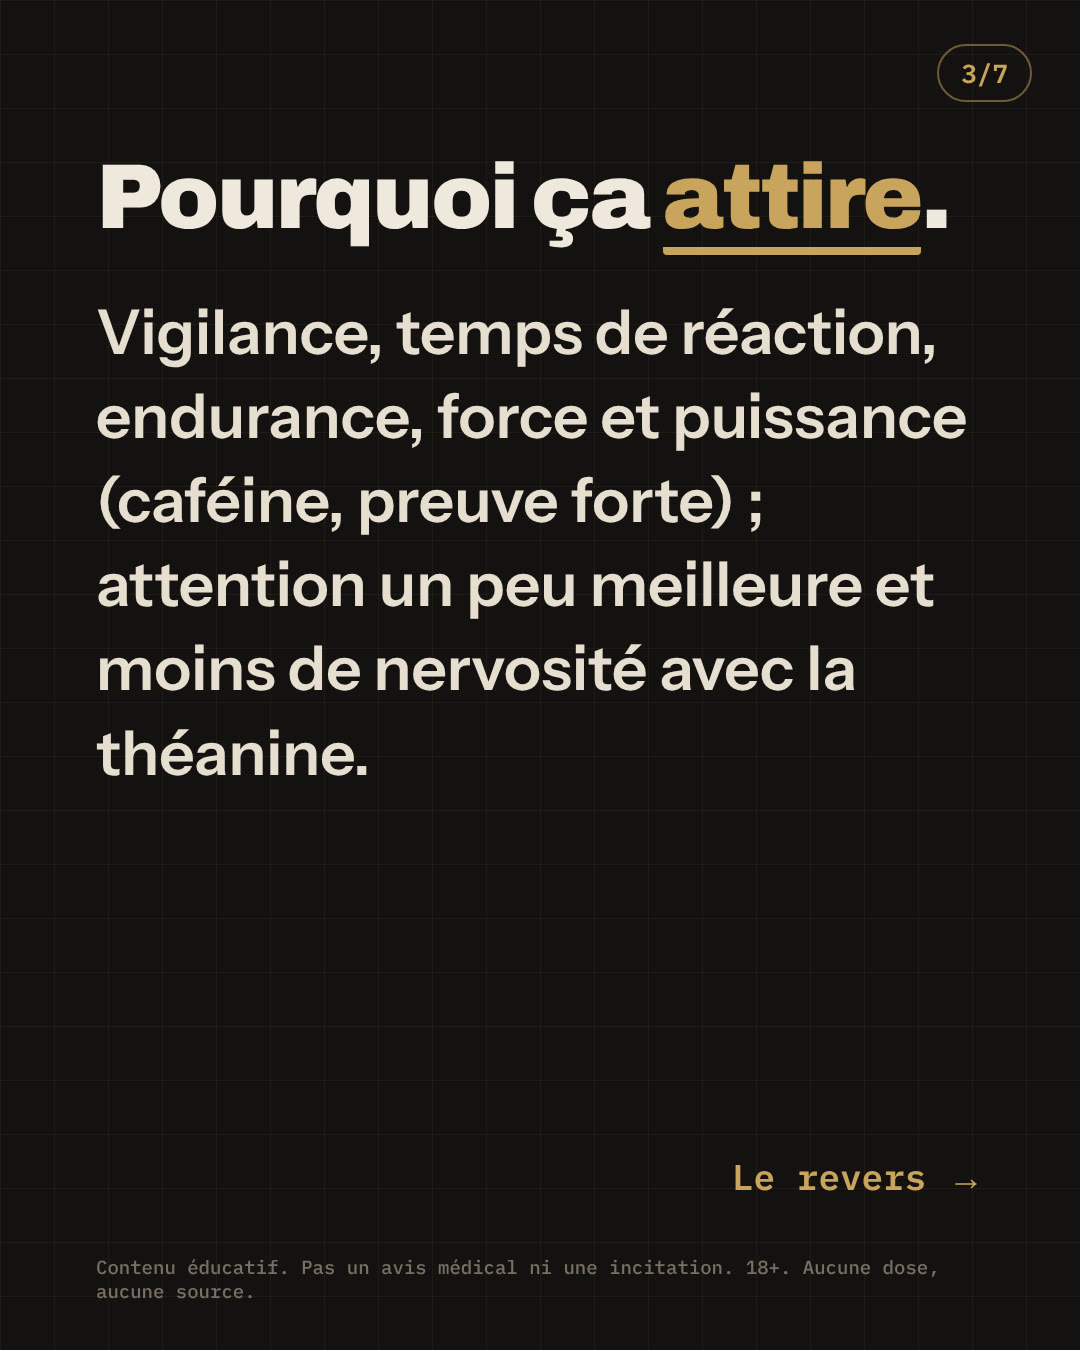 3/7
Pourquoi ça attire.
Vigilance, temps de réaction,
endurance, force et puissance
(caféine, preuve forte) ;
attention un peu meilleure et
moins de nervosité avec la
théanine.
Le revers →
Contenu éducatif. Pas un avis médical ni une incitation. 18+. Aucune dose,
aucune source.